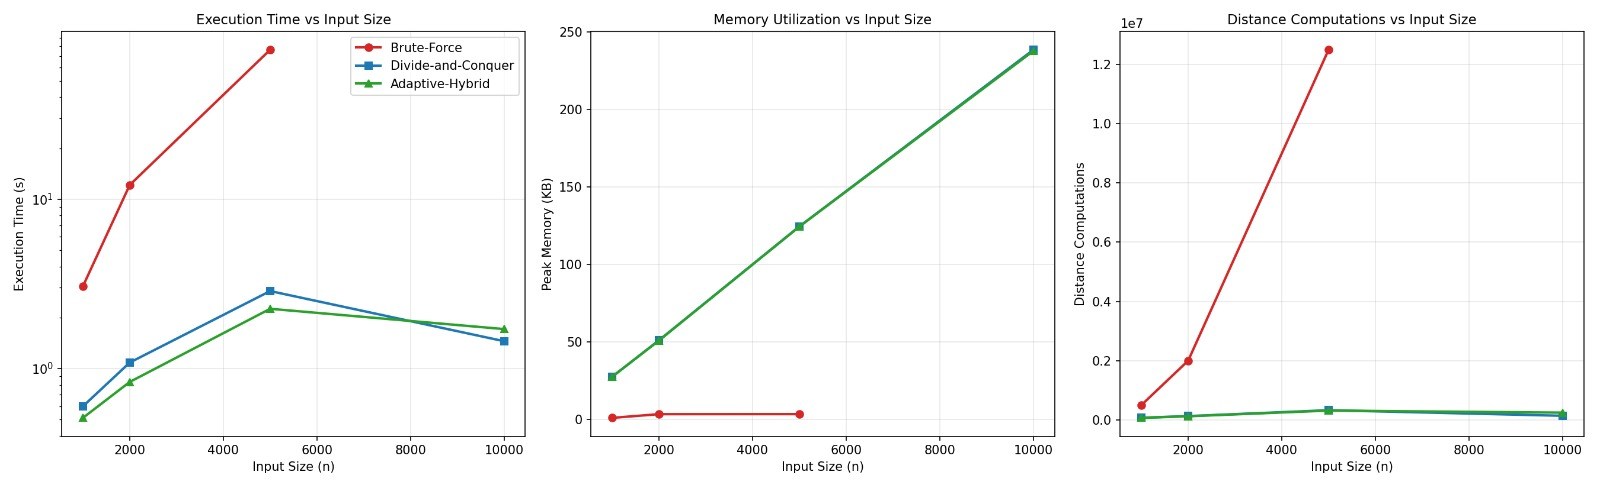 Execution Time vs Input Size
Execution Time (s)
10¹
10⁰
Brute-Force
Divide-and-Conquer
Adaptive-Hybrid
2000 4000 6000 8000 10000
Input Size (n)
Memory Utilization vs Input Size
Peak Memory (KB)
250
200
150
100
50
0
2000 4000 6000 8000 10000
Input Size (n)
Distance Computations vs Input Size
1e7
Distance Computations
1.2
1.0
0.8
0.6
0.4
0.2
0.0
2000 4000 6000 8000 10000
Input Size (n)